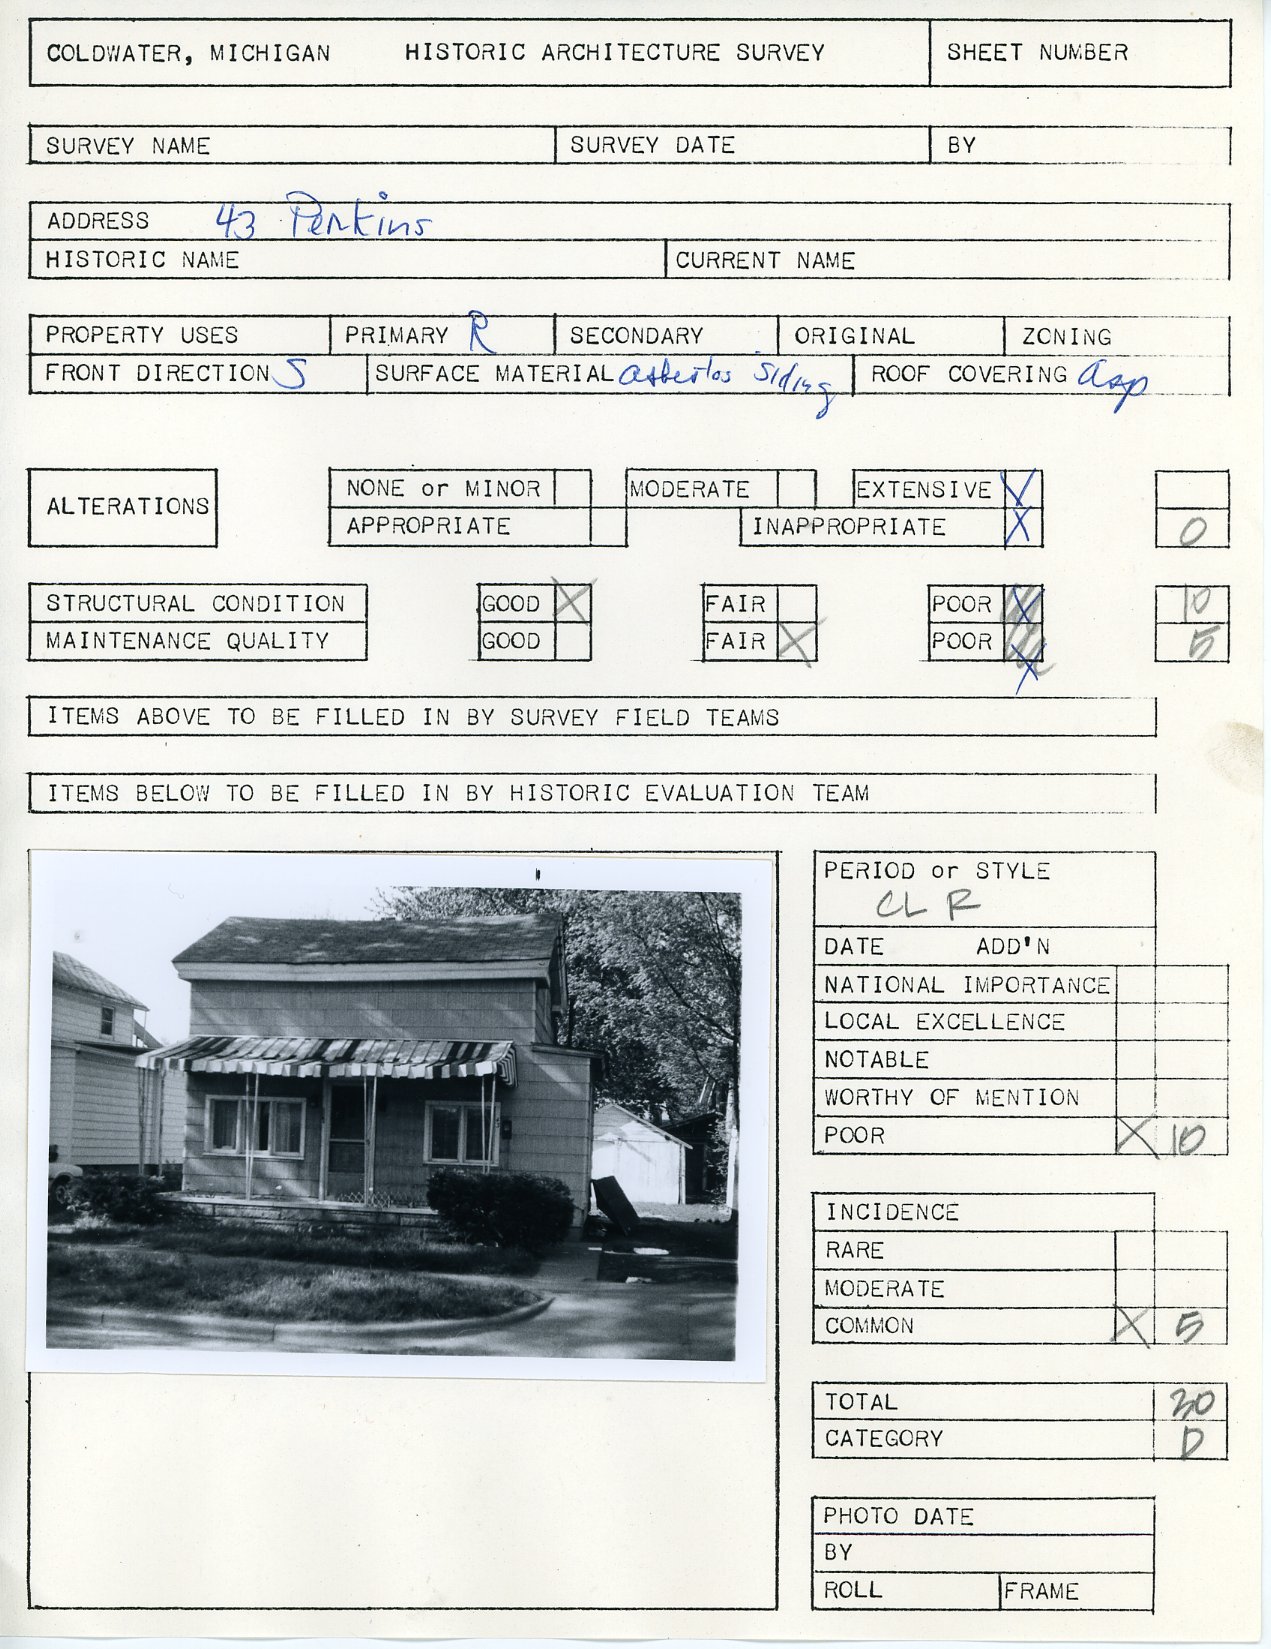 COLDWATER, MICHIGAN HISTORIC ARCHITECTURE SURVEY SHEET NUMBER
SURVEY NAME SURVEY DATE BY
ADDRESS 43 Perkins
HISTORIC NAME CURRENT NAME
PROPERTY USES PRIMARY R SECONDARY ORIGINAL ZONING
FRONT DIRECTION S SURFACE MATERIAL asbestos siding ROOF COVERING asp
ALTERATIONS NONE or MINOR MODERATE EXTENSIVE X
APPROPRIATE INAPPROPRIATE X 0
STRUCTURAL CONDITION GOOD X FAIR POOR X 10
MAINTENANCE QUALITY GOOD FAIR X POOR X 5
ITEMS ABOVE TO BE FILLED IN BY SURVEY FIELD TEAMS
ITEMS BELOW TO BE FILLED IN BY HISTORIC EVALUATION TEAM
PERIOD or STYLE
CL R
DATE ADD'N
NATIONAL IMPORTANCE
LOCAL EXCELLENCE
NOTABLE
WORTHY OF MENTION
POOR X 10
INCIDENCE
RARE
MODERATE
COMMON X 5
TOTAL 30
CATEGORY D
PHOTO DATE
BY
ROLL FRAME